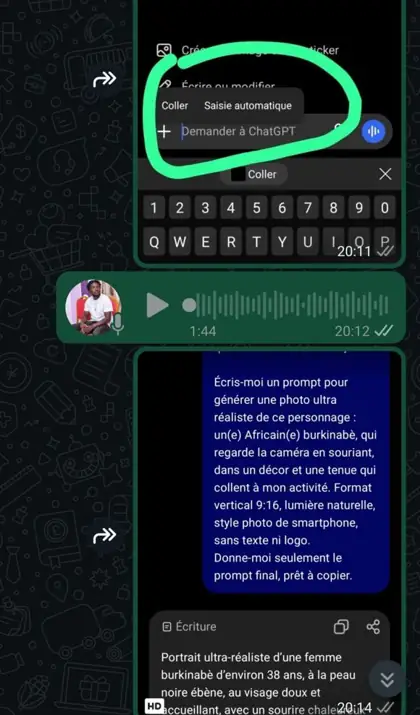 Écrire ou modifier
Coller Saisie automatique
Demander à ChatGPT
Coller
1 2 3 4 5 6 7 8 9 0
Q W E R T Y U I O P
20:11
1:44 20:12
Écris-moi un prompt pour
générer une photo ultra
réaliste de ce personnage :
un(e) Africain(e) burkinabè, qui
regarde la caméra en souriant,
dans un décor et une tenue qui
collent à mon activité. Format
vertical 9:16, lumière naturelle,
style photo de smartphone,
sans texte ni logo.
Donne-moi seulement le
prompt final, prêt à copier.
Écriture
Portrait ultra-réaliste d'une femme
burkinabè d'environ 38 ans, à la peau
noire ébène, au visage doux et
HD accueillant, avec un sourire chaleureux
20:14